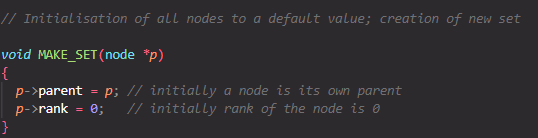 // Initialisation of all nodes to a default value; creation of new set
void MAKE_SET(node *p)
{
p->parent = p; // initially a node is its own parent
p->rank = 0; // initially rank of the node is 0
}